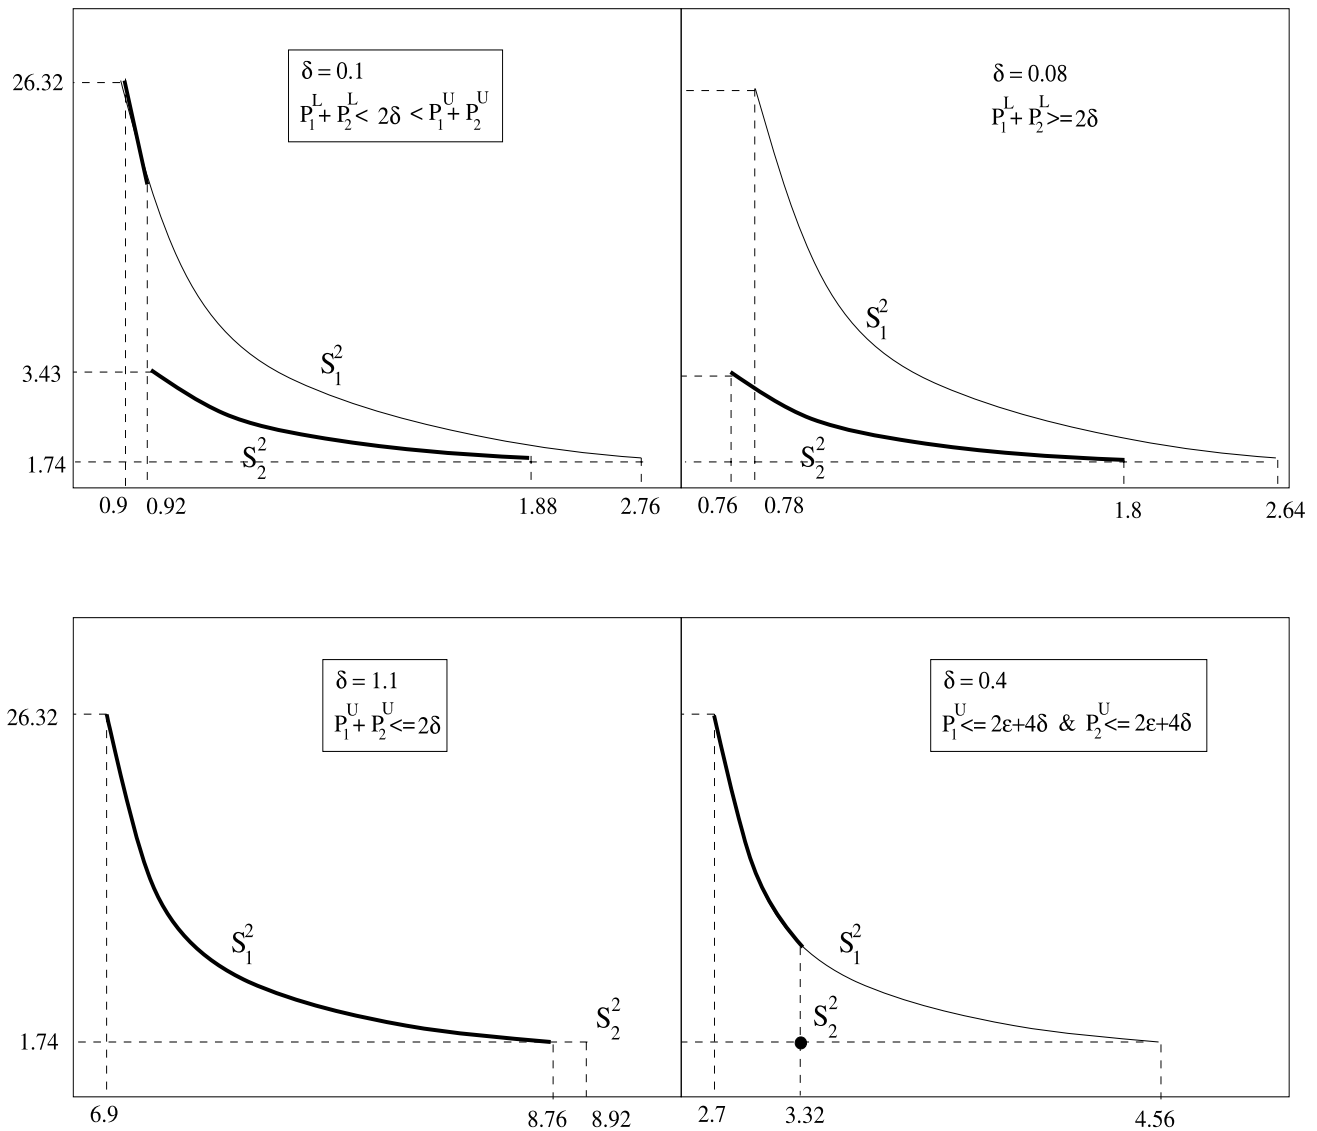 26.32
δ = 0.1
P₁ᴸ + P₂ᴸ < 2δ < P₁ᵁ + P₂ᵁ
S₁²
3.43
S₂²
1.74
0.9 0.92 1.88 2.76
δ = 0.08
P₁ᴸ + P₂ᴸ >= 2δ
S₁²
S₂²
0.76 0.78 1.8 2.64
δ = 1.1
26.32
P₁ᵁ + P₂ᵁ <= 2δ
S₁²
S₂²
1.74
6.9 8.76 8.92
δ = 0.4
P₁ᵁ <= 2ε+4δ & P₂ᵁ <= 2ε+4δ
S₁²
S₂²
2.7 3.32 4.56